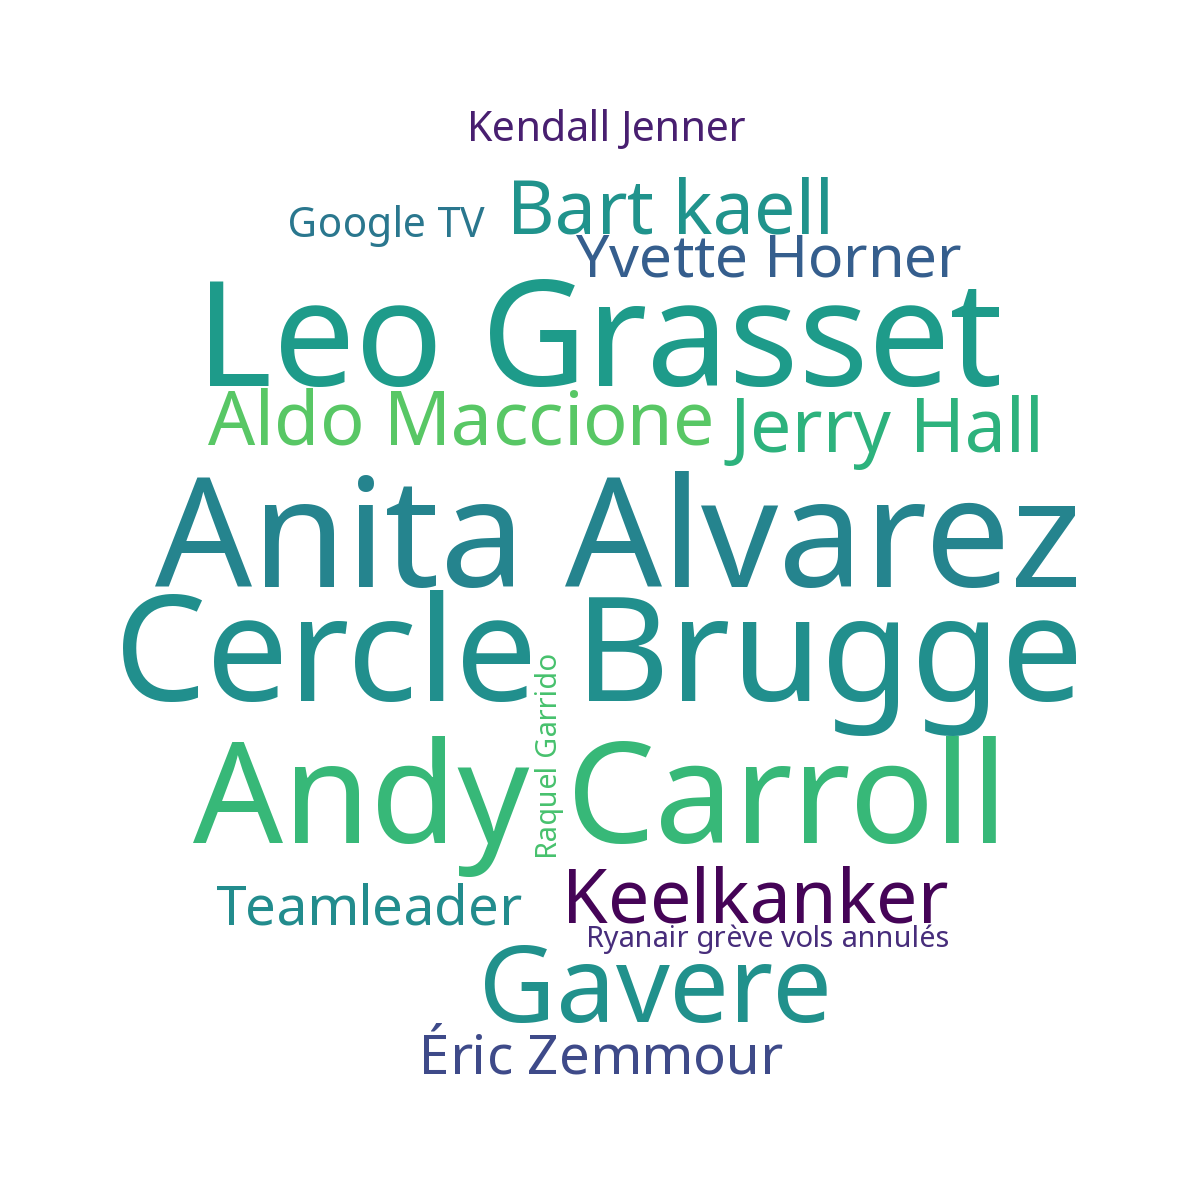 Kendall Jenner
Google TV
Bart kaell
Yvette Horner
Leo Grasset
Aldo Maccione
Jerry Hall
Anita Alvarez
Cercle Brugge
Raquel Garrido
Andy Carroll
Teamleader
Keelkanker
Ryanair grève vols annulés
Gavere
Éric Zemmour